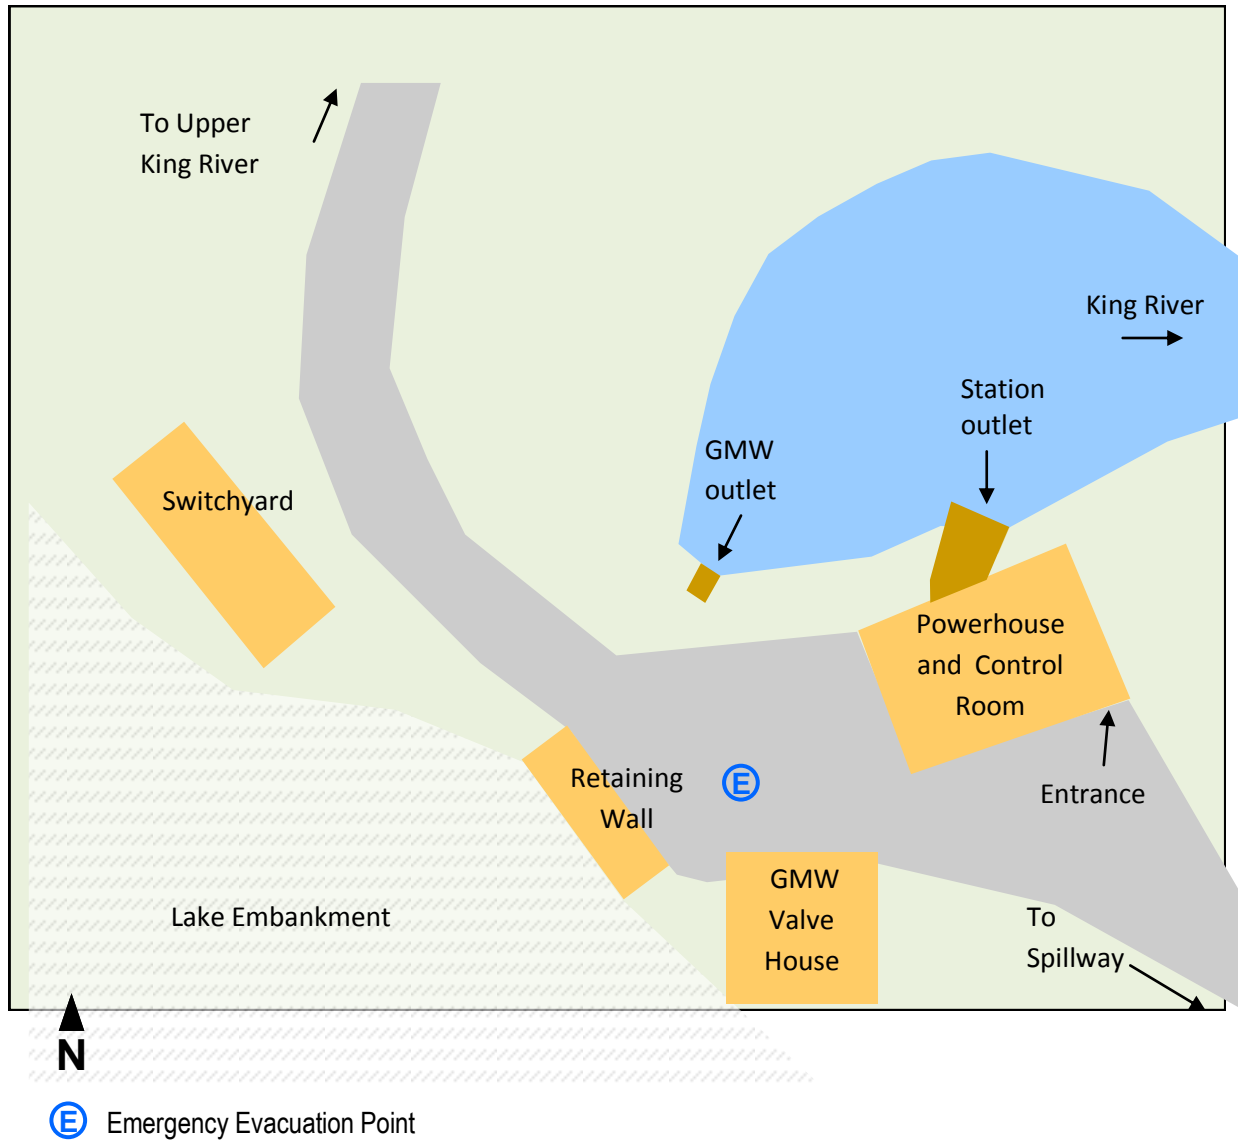 To Upper
King River
King River
Station
outlet
GMW
outlet
Switchyard
Powerhouse
and Control
Room
Retaining
Wall
E
Entrance
GMW
Valve
House
Lake Embankment
To
Spillway
N
E Emergency Evacuation Point